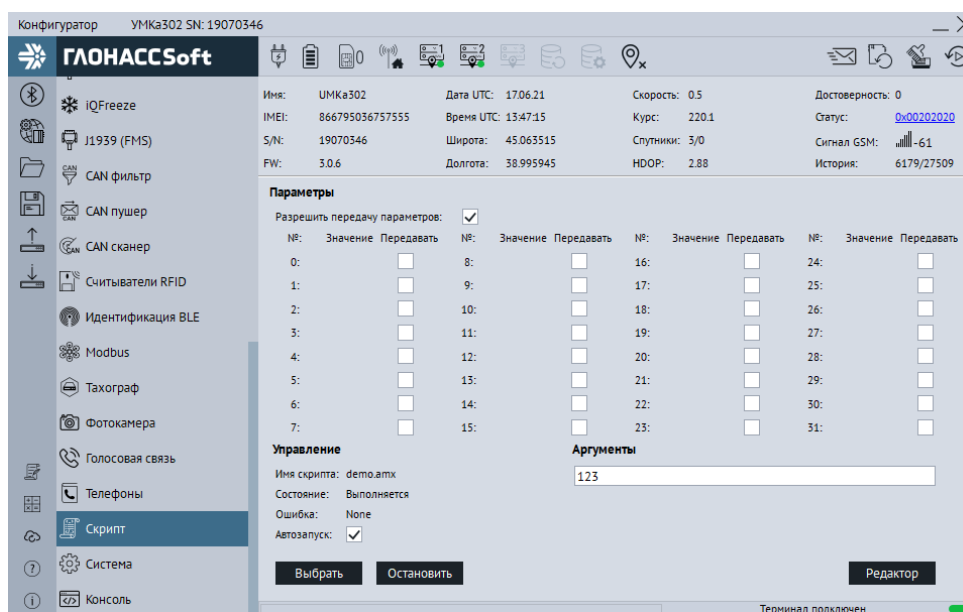 Конфигуратор УМКа302 SN: 19070346
ГЛОНАССSoft
0
1
2
x
Имя: UMKa302 Дата UTC: 17.06.21 Скорость: 0.5 Достоверность: 0
IMEI: 866795036757555 Время UTC: 13:47:15 Курс: 220.1 Статус: 0x00202020
S/N: 19070346 Широта: 45.063515 Спутники: 3/0 Сигнал GSM: -61
FW: 3.0.6 Долгота: 38.995945 HDOP: 2.88 История: 6179/27509
iQFreeze
J1939 (FMS)
CAN фильтр
CAN пушер
CAN сканер
Считыватели RFID
Идентификация BLE
Modbus
Тахограф
Фотокамера
Голосовая связь
Телефоны
Скрипт
Система
Консоль
Параметры
Разрешить передачу параметров:
№: Значение Передавать №: Значение Передавать №: Значение Передавать №: Значение Передавать
0: 8: 16: 24:
1: 9: 17: 25:
2: 10: 18: 26:
3: 11: 19: 27:
4: 12: 20: 28:
5: 13: 21: 29:
6: 14: 22: 30:
7: 15: 23: 31:
Управление Аргументы
Имя скрипта: demo.amx 123
Состояние: Выполняется
Ошибка: None
Автозапуск:
Выбрать Остановить Редактор
Терминал подключен